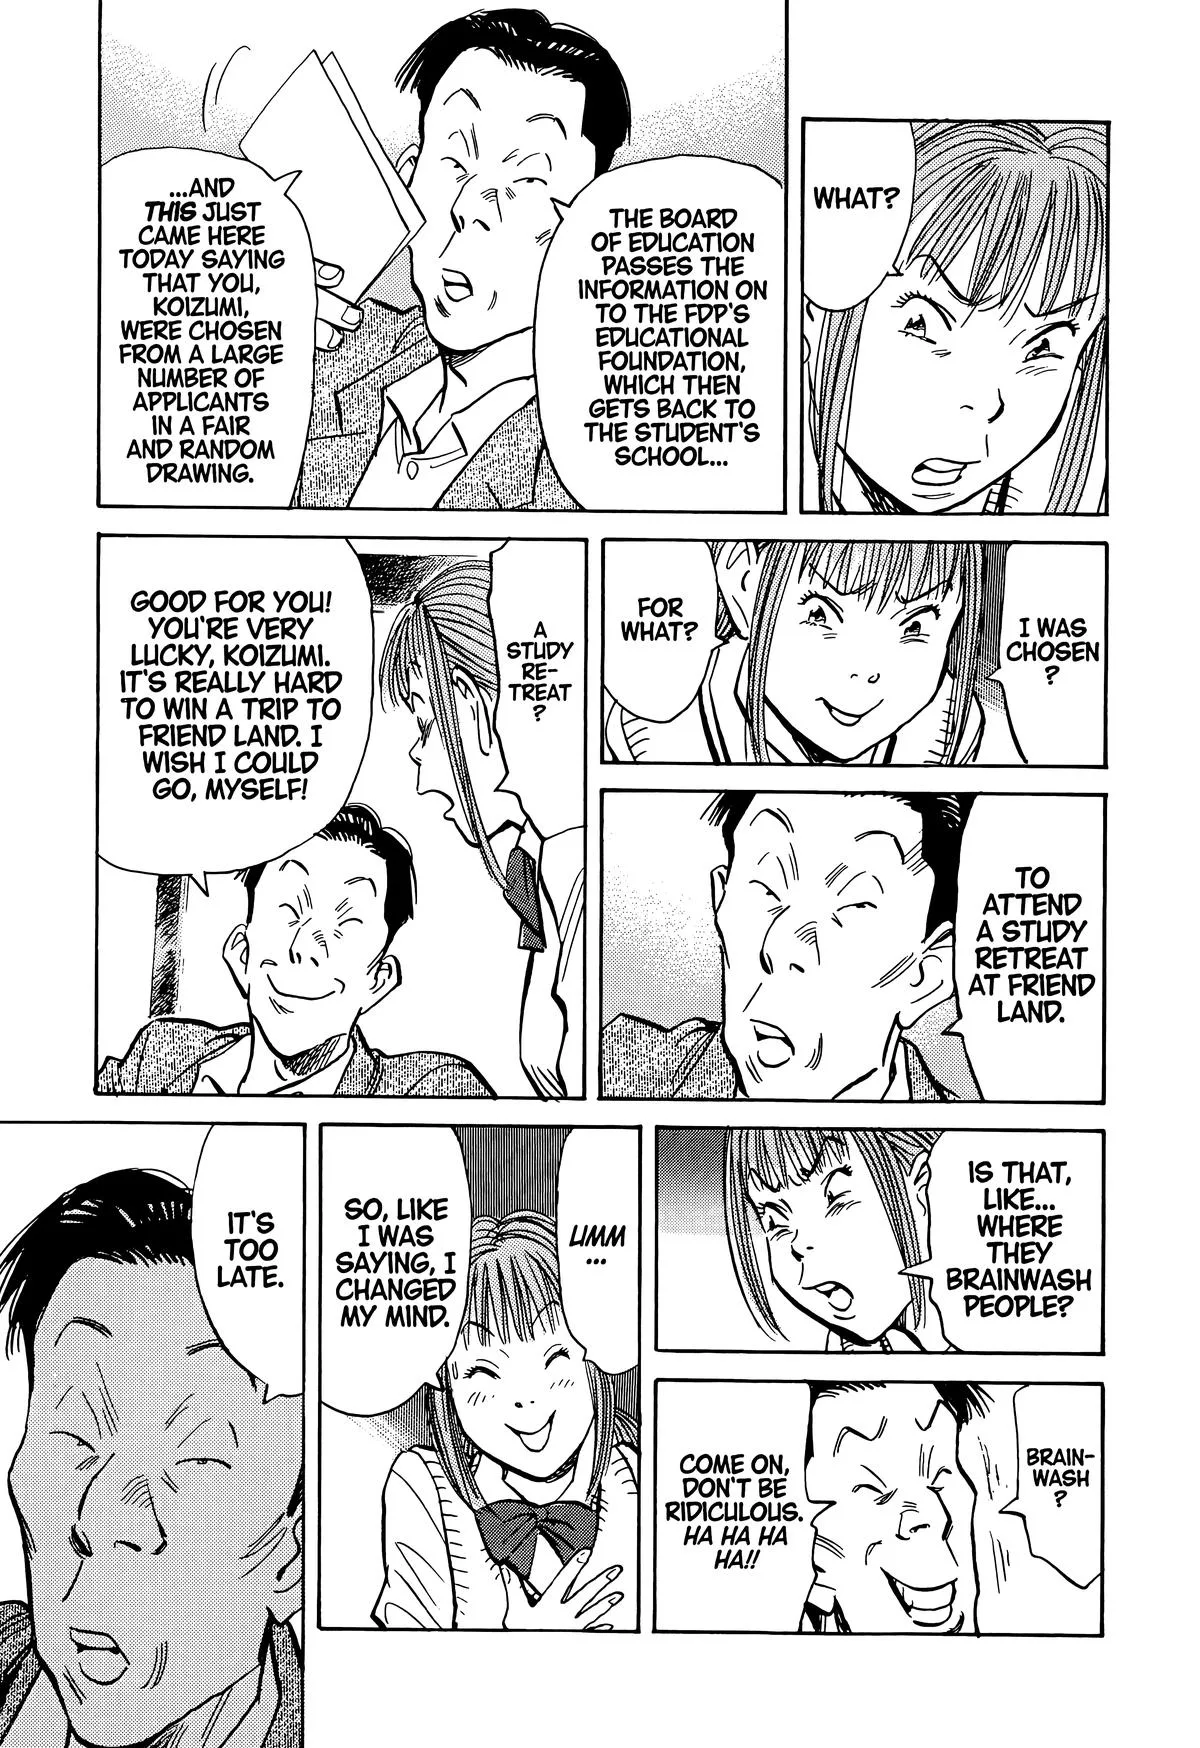 WHAT?
THE BOARD
OF EDUCATION
PASSES THE
INFORMATION ON
TO THE FDP'S
EDUCATIONAL
FOUNDATION,
WHICH THEN
GETS BACK TO
THE STUDENT'S
SCHOOL...
...AND
THIS JUST
CAME HERE
TODAY SAYING
THAT YOU,
KOIZUMI,
WERE CHOSEN
FROM A LARGE
NUMBER OF
APPLICANTS
IN A FAIR
AND RANDOM
DRAWING.
I WAS
CHOSEN
?
FOR
WHAT?
TO
ATTEND
A STUDY
RETREAT
AT FRIEND
LAND.
A
STUDY
RE-
TREAT
?
GOOD FOR YOU!
YOU'RE VERY
LUCKY, KOIZUMI.
IT'S REALLY HARD
TO WIN A TRIP TO
FRIEND LAND. I
WISH I COULD
GO, MYSELF!
IS THAT,
LIKE...
WHERE
THEY
BRAINWASH
PEOPLE?
BRAIN-
WASH
?
COME ON,
DON'T BE
RIDICULOUS.
HA HA HA
HA!!
UMM
...
SO, LIKE
I WAS
SAYING, I
CHANGED
MY MIND.
IT'S
TOO
LATE.